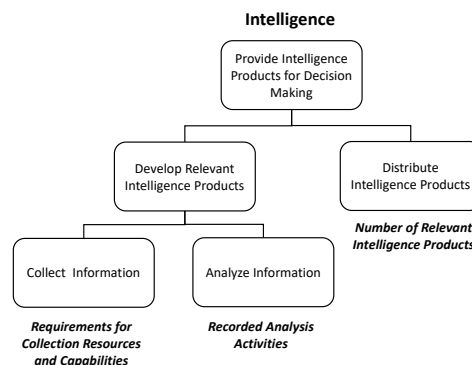 Intelligence
Provide Intelligence
Products for Decision
Making
Develop Relevant
Intelligence Products
Distribute
Intelligence Products
Number of Relevant
Intelligence Products
Collect Information
Analyze Information
Requirements for
Collection Resources
and Capabilities
Recorded Analysis
Activities